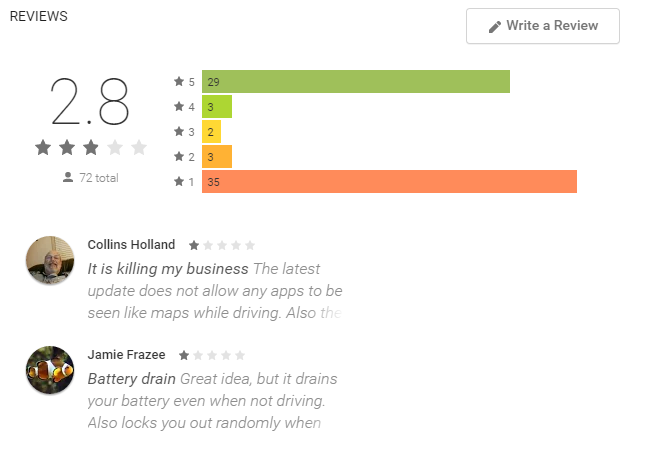 REVIEWS
Write a Review
2.8
72 total
5 29
4 3
3 2
2 3
1 35
Collins Holland
It is killing my business The latest
update does not allow any apps to be
seen like maps while driving. Also the
Jamie Frazee
Battery drain Great idea, but it drains
your battery even when not driving.
Also locks you out randomly when